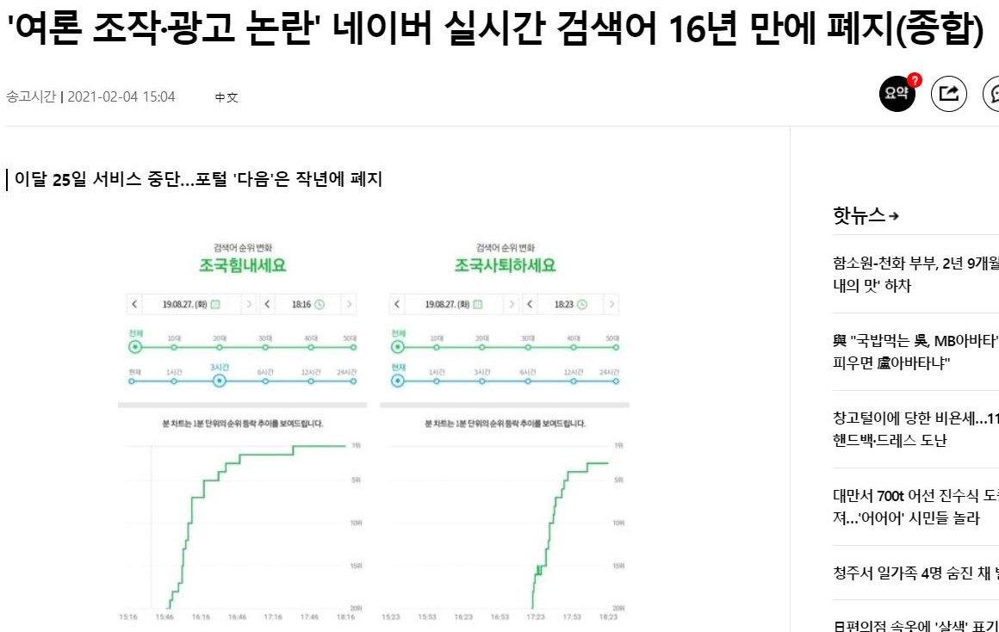 '여론 조작·광고 논란' 네이버 실시간 검색어 16년 만에 폐지(종합)
송고시간 | 2021-02-04 15:04 中文
요약 ?
이달 25일 서비스 중단…포털 '다음'은 작년에 폐지
검색어 순위 변화
조국힘내세요
19.08.27. (화) 18:16
전체 10대 20대 30대 40대 50대
현재 1시간 3시간 6시간 12시간 24시간
분 차트는 1분 단위의 순위 등락 추이를 보여드립니다.
1위
5위
10위
15위
20위
15:16 15:46 16:16 16:46 17:16 17:46 18:16
검색어 순위 변화
조국사퇴하세요
19.08.27. (화) 18:23
전체 10대 20대 30대 40대 50대
현재 1시간 3시간 6시간 12시간 24시간
분 차트는 1분 단위의 순위 등락 추이를 보여드립니다.
1위
5위
10위
15위
20위
15:23 15:53 16:23 16:53 17:23 17:53 18:23
핫뉴스
함소원-천화 부부, 2년 9개월
내의 맛' 하차
與 "국밥먹는 吳, MB아바타"
피우면 盧아바타냐"
창고털이에 당한 비욘세…11
핸드백·드레스 도난
대만서 700t 어선 진수식 도
져…'어어어' 시민들 놀라
청주서 일가족 4명 숨진 채
日편의점 속옷에 '살색' 표기